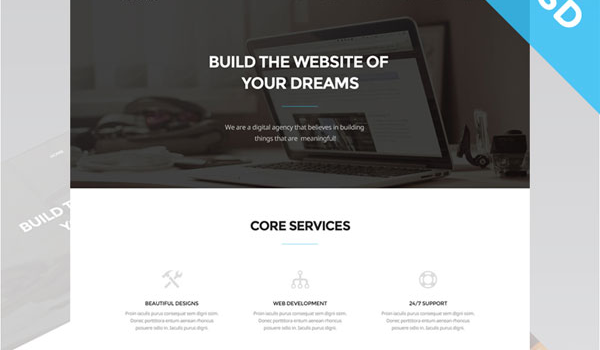 SD
BUILD THE WEBSITE OF
YOUR DREAMS
We are a digital agency that believes in building
things that are meaningful!
BUILD T
CORE SERVICES
BEAUTIFUL DESIGNS
WEB DEVELOPMENT
24/7 SUPPORT
Proin iaculis purus consequat sem digni ssim.
Donec porttitora entum aenean rhoncus
posuere odio in. Iaculis purus digni.
Proin iaculis purus consequat sem digni ssim.
Donec porttitora entum aenean rhoncus
posuere odio in. Iaculis purus digni.
Proin iaculis purus consequat sem digni ssim.
Donec porttitora entum aenean rhoncus
posuere odio in. Iaculis purus digni.